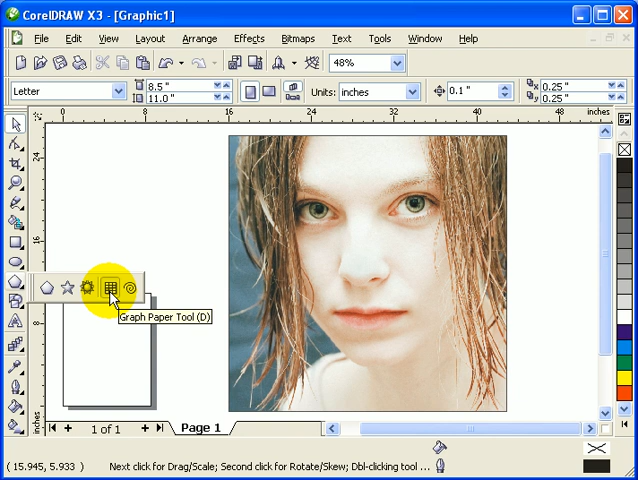 CorelDRAW X3 - [Graphic1]
File Edit View Layout Arrange Effects Bitmaps Text Tools Window Help
48%
Letter 8.5 " 11.0 " Units: inches 0.1 " 0.25 " 0.25 "
0 8 16 24 32 40 48 inches
24
16
8
inches
Graph Paper Tool (D)
1 of 1 Page 1
( 15.945, 5.933 ) Next click for Drag/Scale; Second click for Rotate/Skew; Dbl-clicking tool ...